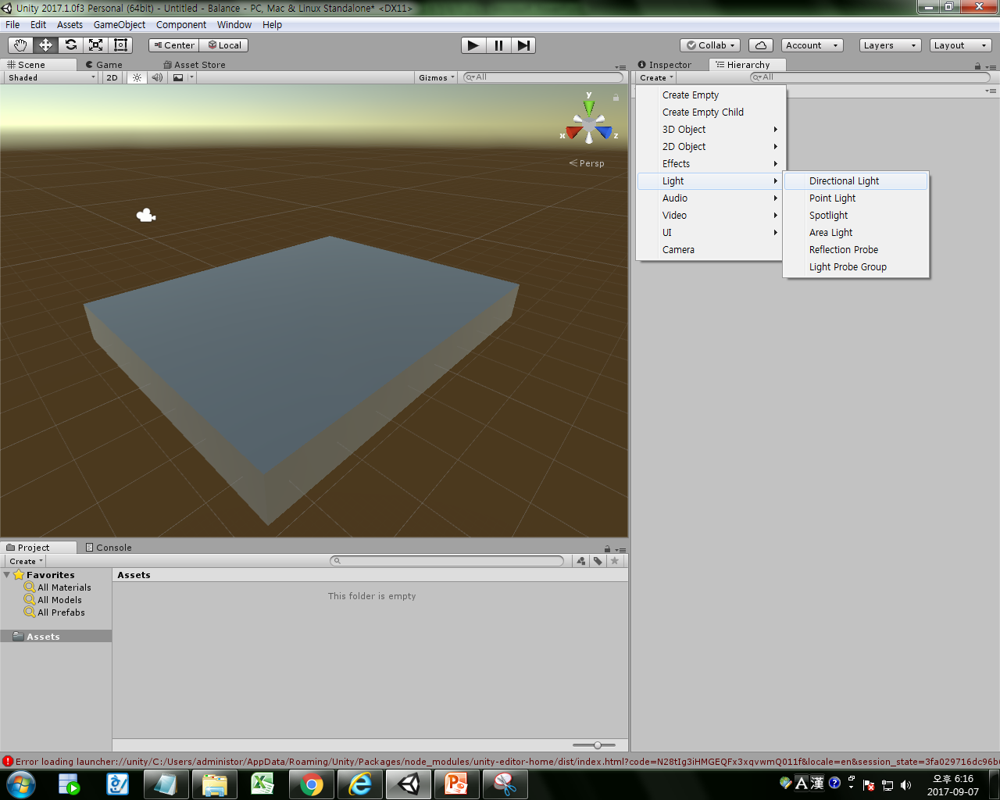 Unity 2017.1.0f3 Personal (64bit) - Untitled - Balance - PC, Mac & Linux Standalone* <DX11>
File Edit Assets GameObject Component Window Help
Center Local Collab Account Layers Layout
Scene Game Asset Store Inspector Hierarchy
Shaded 2D Gizmos All Create All
y
x z
Persp
Create Empty
Create Empty Child
3D Object
2D Object
Effects
Light
Audio
Video
UI
Camera
Directional Light
Point Light
Spotlight
Area Light
Reflection Probe
Light Probe Group
Project Console
Create
Favorites
All Materials
All Models
All Prefabs
Assets
Assets
This folder is empty
Error loading launcher://unity/C:/Users/administor/AppData/Roaming/Unity/Packages/node_modules/unity-editor-home/dist/index.html?code=N28tIg3iHMGEQFx3xqvwmQ011f&locale=en&session_state=3fa029716dc96b
A 漢
오후 6:16
2017-09-07